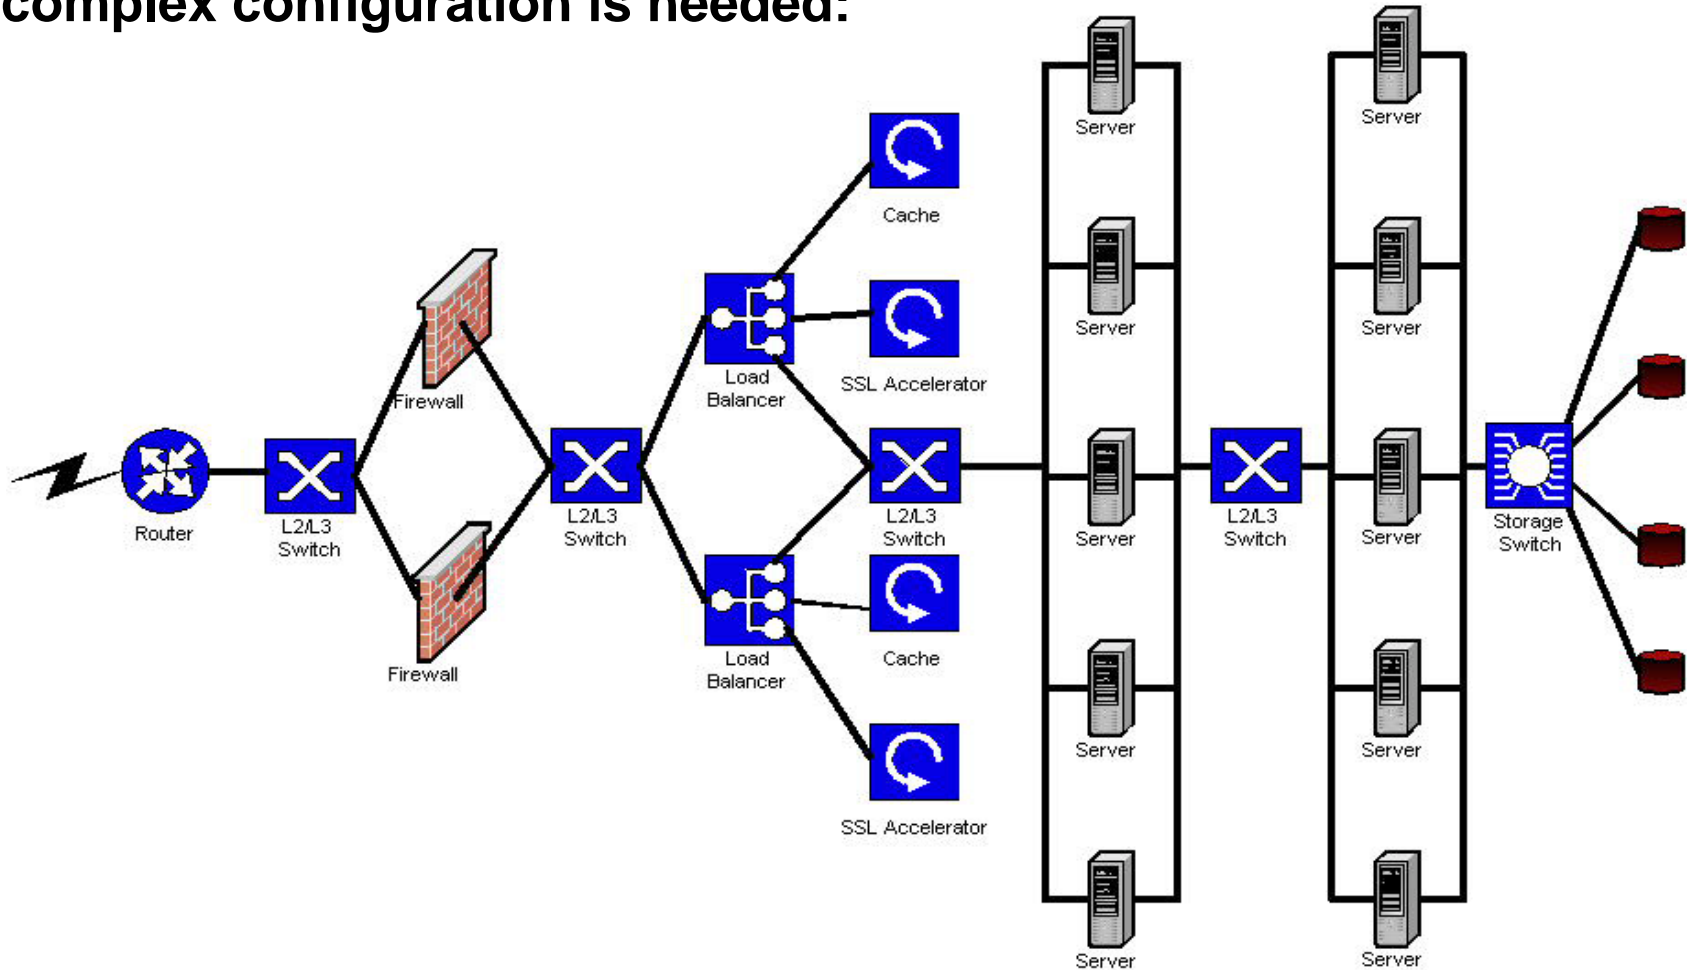 complex configuration is needed:
Server
Server
Cache
Server
Server
SSL Accelerator
Load
Balancer
Firewall
Router
L2/L3
Switch
L2/L3
Switch
L2/L3
Switch
Server
L2/L3
Switch
Server
Storage
Switch
Firewall
Load
Balancer
Cache
Server
Server
SSL Accelerator
Server
Server